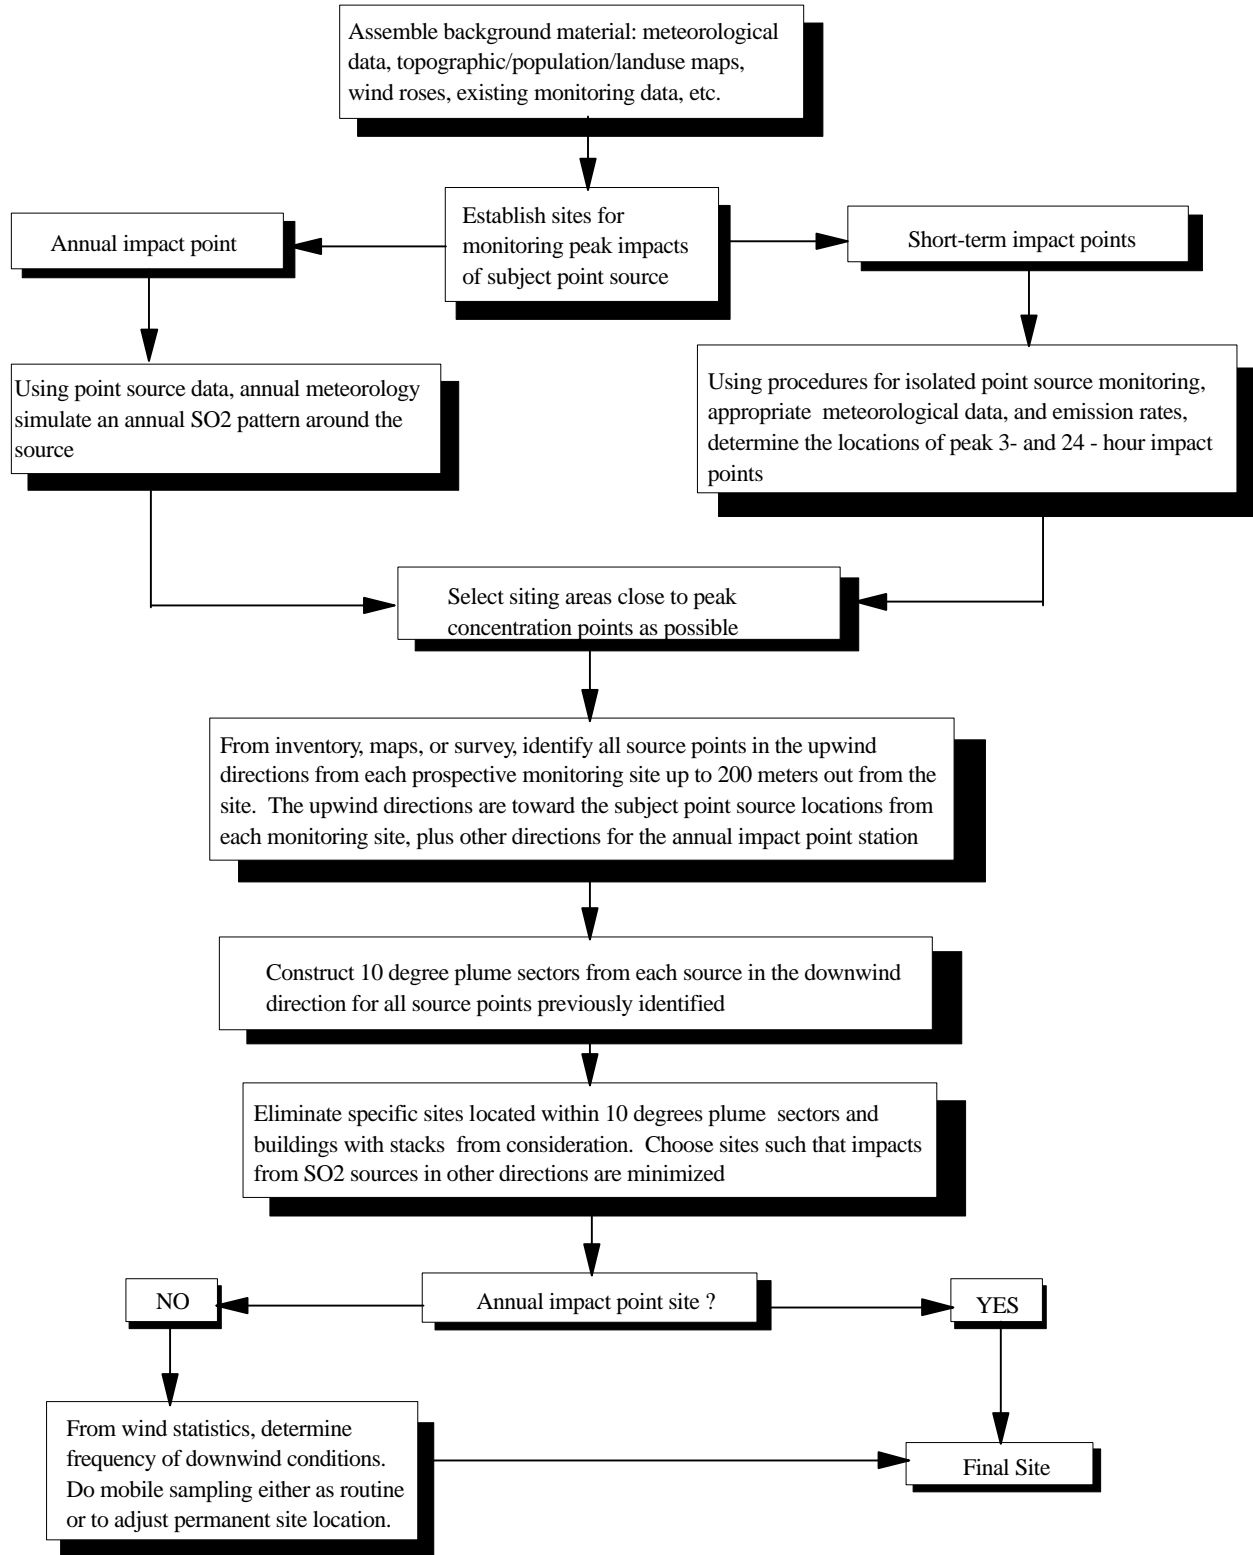 Assemble background material: meteorological
data, topographic/population/landuse maps,
wind roses, existing monitoring data, etc.
Establish sites for
monitoring peak impacts
of subject point source
Annual impact point
Short-term impact points
Using point source data, annual meteorology
simulate an annual SO2 pattern around the
source
Using procedures for isolated point source monitoring,
appropriate meteorological data, and emission rates,
determine the locations of peak 3- and 24 - hour impact
points
Select siting areas close to peak
concentration points as possible
From inventory, maps, or survey, identify all source points in the upwind
directions from each prospective monitoring site up to 200 meters out from the
site. The upwind directions are toward the subject point source locations from
each monitoring site, plus other directions for the annual impact point station
Construct 10 degree plume sectors from each source in the downwind
direction for all source points previously identified
Eliminate specific sites located within 10 degrees plume sectors and
buildings with stacks from consideration. Choose sites such that impacts
from SO2 sources in other directions are minimized
NO
Annual impact point site ?
YES
From wind statistics, determine
frequency of downwind conditions.
Do mobile sampling either as routine
or to adjust permanent site location.
Final Site